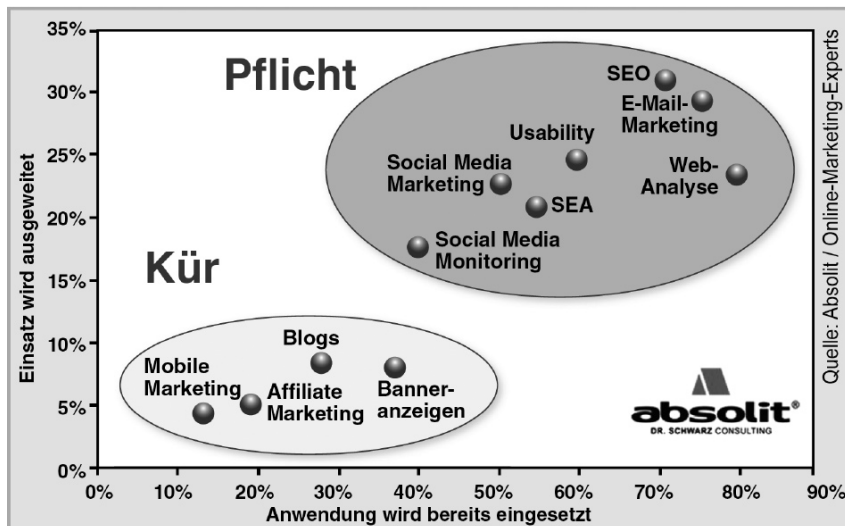 35%
30%
25%
20%
15%
10%
5%
0%
Einsatz wird ausgeweitet
Pflicht
SEO
E-Mail-
Marketing
Usability
Social Media
Marketing
Web-
Analyse
SEA
Social Media
Monitoring
Kür
Blogs
Mobile
Marketing
Affiliate
Marketing
Banner-
anzeigen
absolit®
DR. SCHWARZ CONSULTING
0%
10%
20%
30%
40%
50%
60%
70%
80%
90%
Anwendung wird bereits eingesetzt
Quelle: Absolit / Online-Marketing-Experts